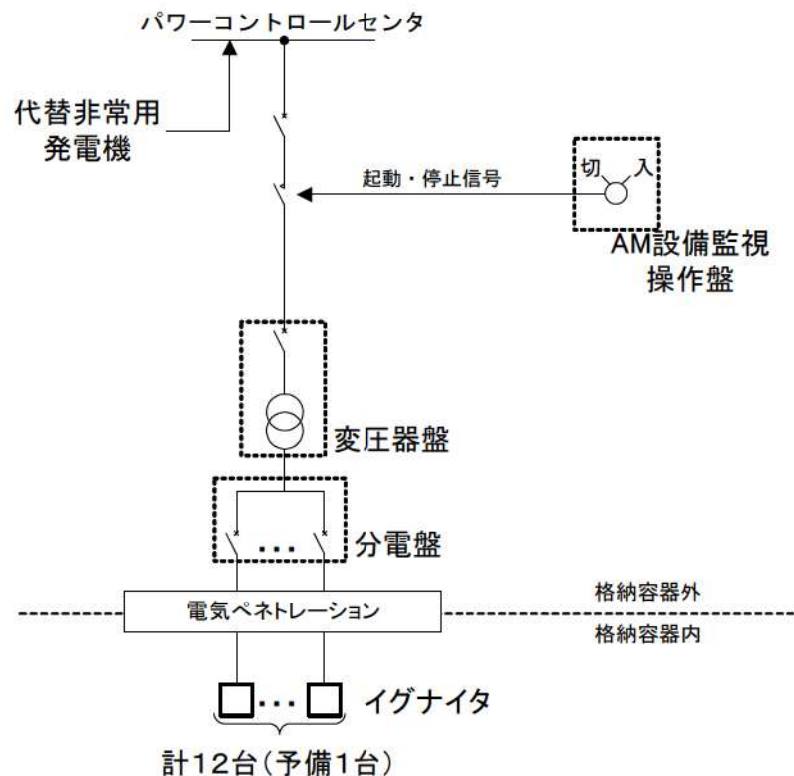 パワーコントロールセンタ
代替非常用
発電機
起動・停止信号
切 入
AM設備監視
操作盤
変圧器盤
分電盤
・・・
電気ペネトレーション
格納容器外
格納容器内
・・・
イグナイタ
計12台(予備1台)